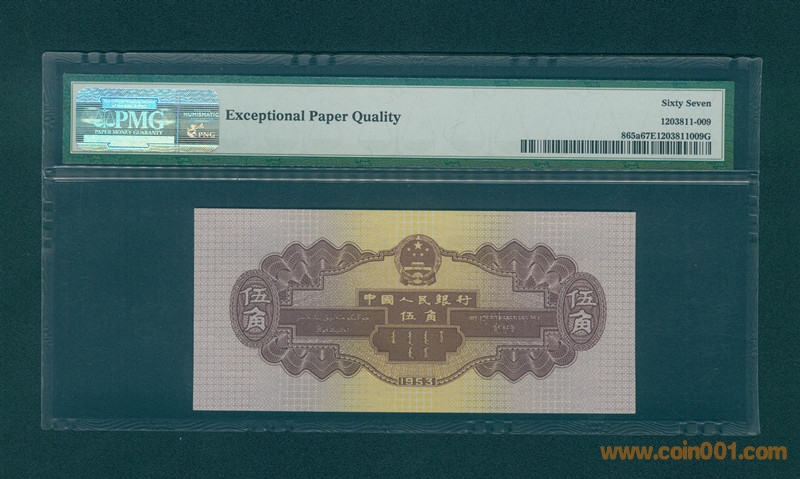 PMG
PAPER MONEY GUARANTY
NUMISMATIC
PNG
Exceptional Paper Quality
Sixty Seven
1203811-009
865a67E1203811009G
中國人民銀行
伍角
伍角
伍角
1953
www.coin001.com